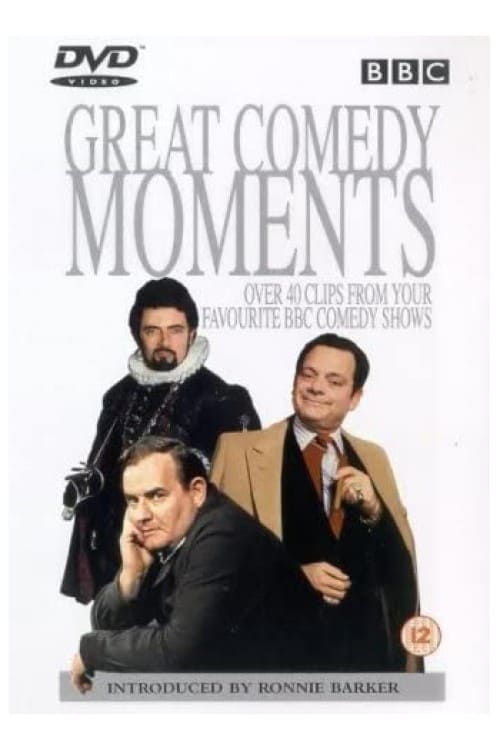 DVD
VIDEO
BBC
GREAT COMEDY
MOMENTS
OVER 40 CLIPS FROM YOUR
FAVOURITE BBC COMEDY SHOWS
12
INTRODUCED BY RONNIE BARKER